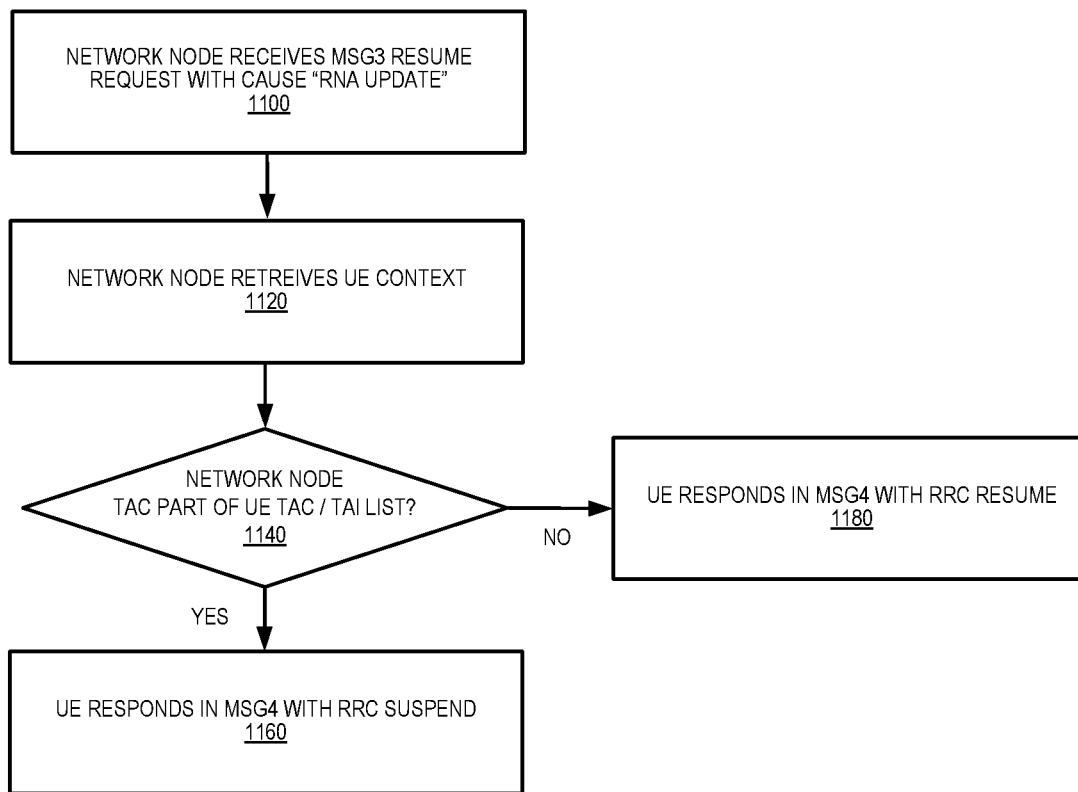 NETWORK NODE RECEIVES MSG3 RESUME
REQUEST WITH CAUSE “RNA UPDATE”
1100
NETWORK NODE RETREIVES UE CONTEXT
1120
NETWORK NODE
TAC PART OF UE TAC / TAI LIST?
1140
NO
UE RESPONDS IN MSG4 WITH RRC RESUME
1180
YES
UE RESPONDS IN MSG4 WITH RRC SUSPEND
1160